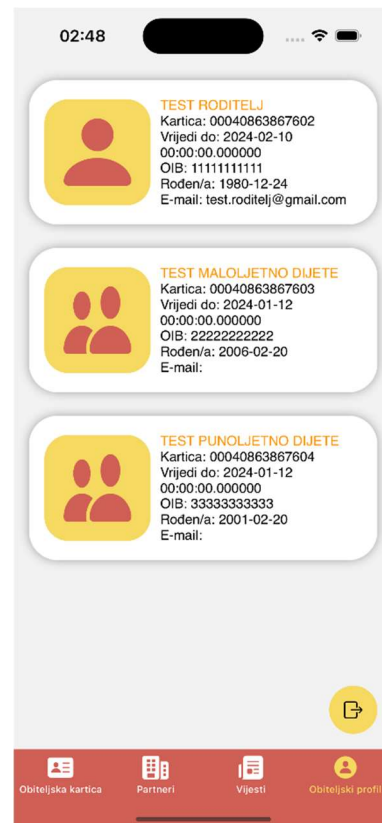 02:48
TEST RODITELJ
Kartica: 00040863867602
Vrijedi do: 2024-02-10
00:00:00.000000
OIB: 11111111111
Rođen/a: 1980-12-24
E-mail: test.roditelj@gmail.com
TEST MALOLJETNO DIJETE
Kartica: 00040863867603
Vrijedi do: 2024-01-12
00:00:00.000000
OIB: 22222222222
Rođen/a: 2006-02-20
E-mail:
TEST PUNOLJETNO DIJETE
Kartica: 00040863867604
Vrijedi do: 2024-01-12
00:00:00.000000
OIB: 33333333333
Rođen/a: 2001-02-20
E-mail:
Obiteljska kartica Partneri Vijesti Obiteljski profil